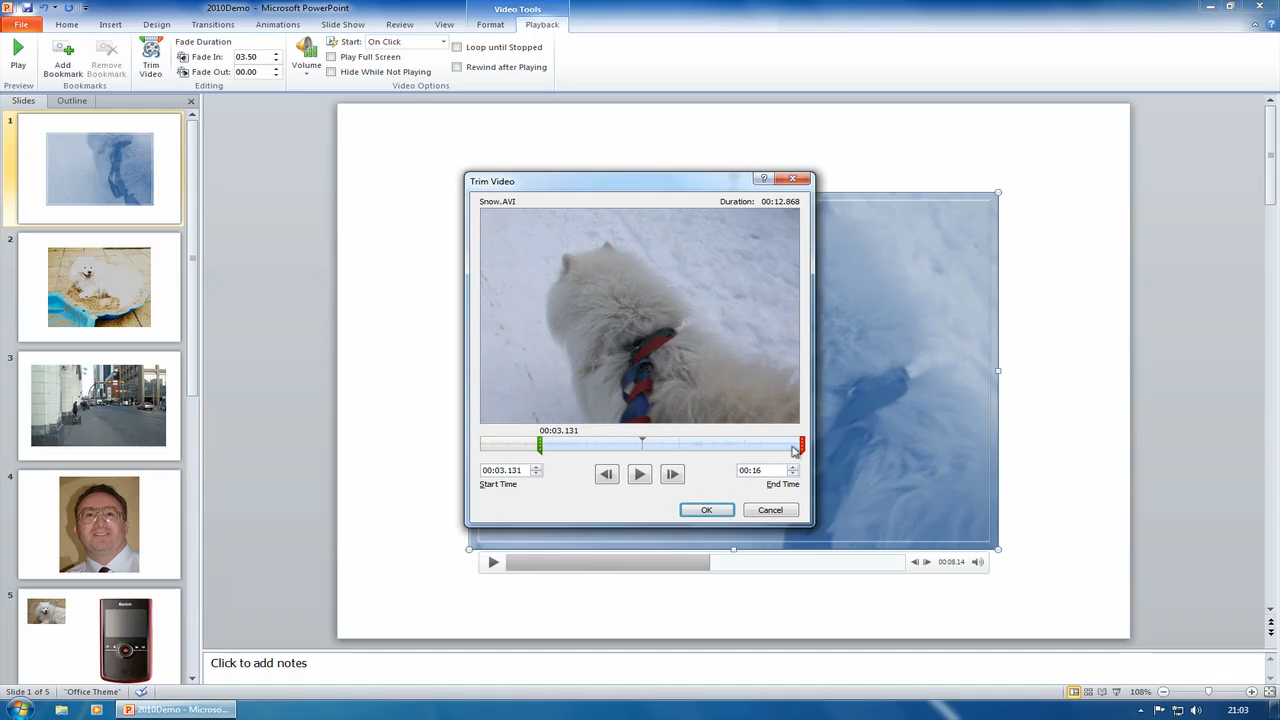 2010Demo - Microsoft PowerPoint
Video Tools
File Home Insert Design Transitions Animations Slide Show Review View Format Playback
Play
Add Bookmark
Remove Bookmark
Trim Video
Fade Duration
Fade In: 03.50
Fade Out: 00.00
Volume
Start: On Click
Play Full Screen
Hide While Not Playing
Loop until Stopped
Rewind after Playing
Preview Bookmarks Editing Video Options
Slides Outline
1
2
3
4
5
Trim Video
Snow.AVI Duration: 00:12.868
00:03.131
00:03.131 00:16
Start Time End Time
OK Cancel
00:08.14
Click to add notes
Slide 1 of 5 "Office Theme" 108%
2010Demo - Microso... 21:03